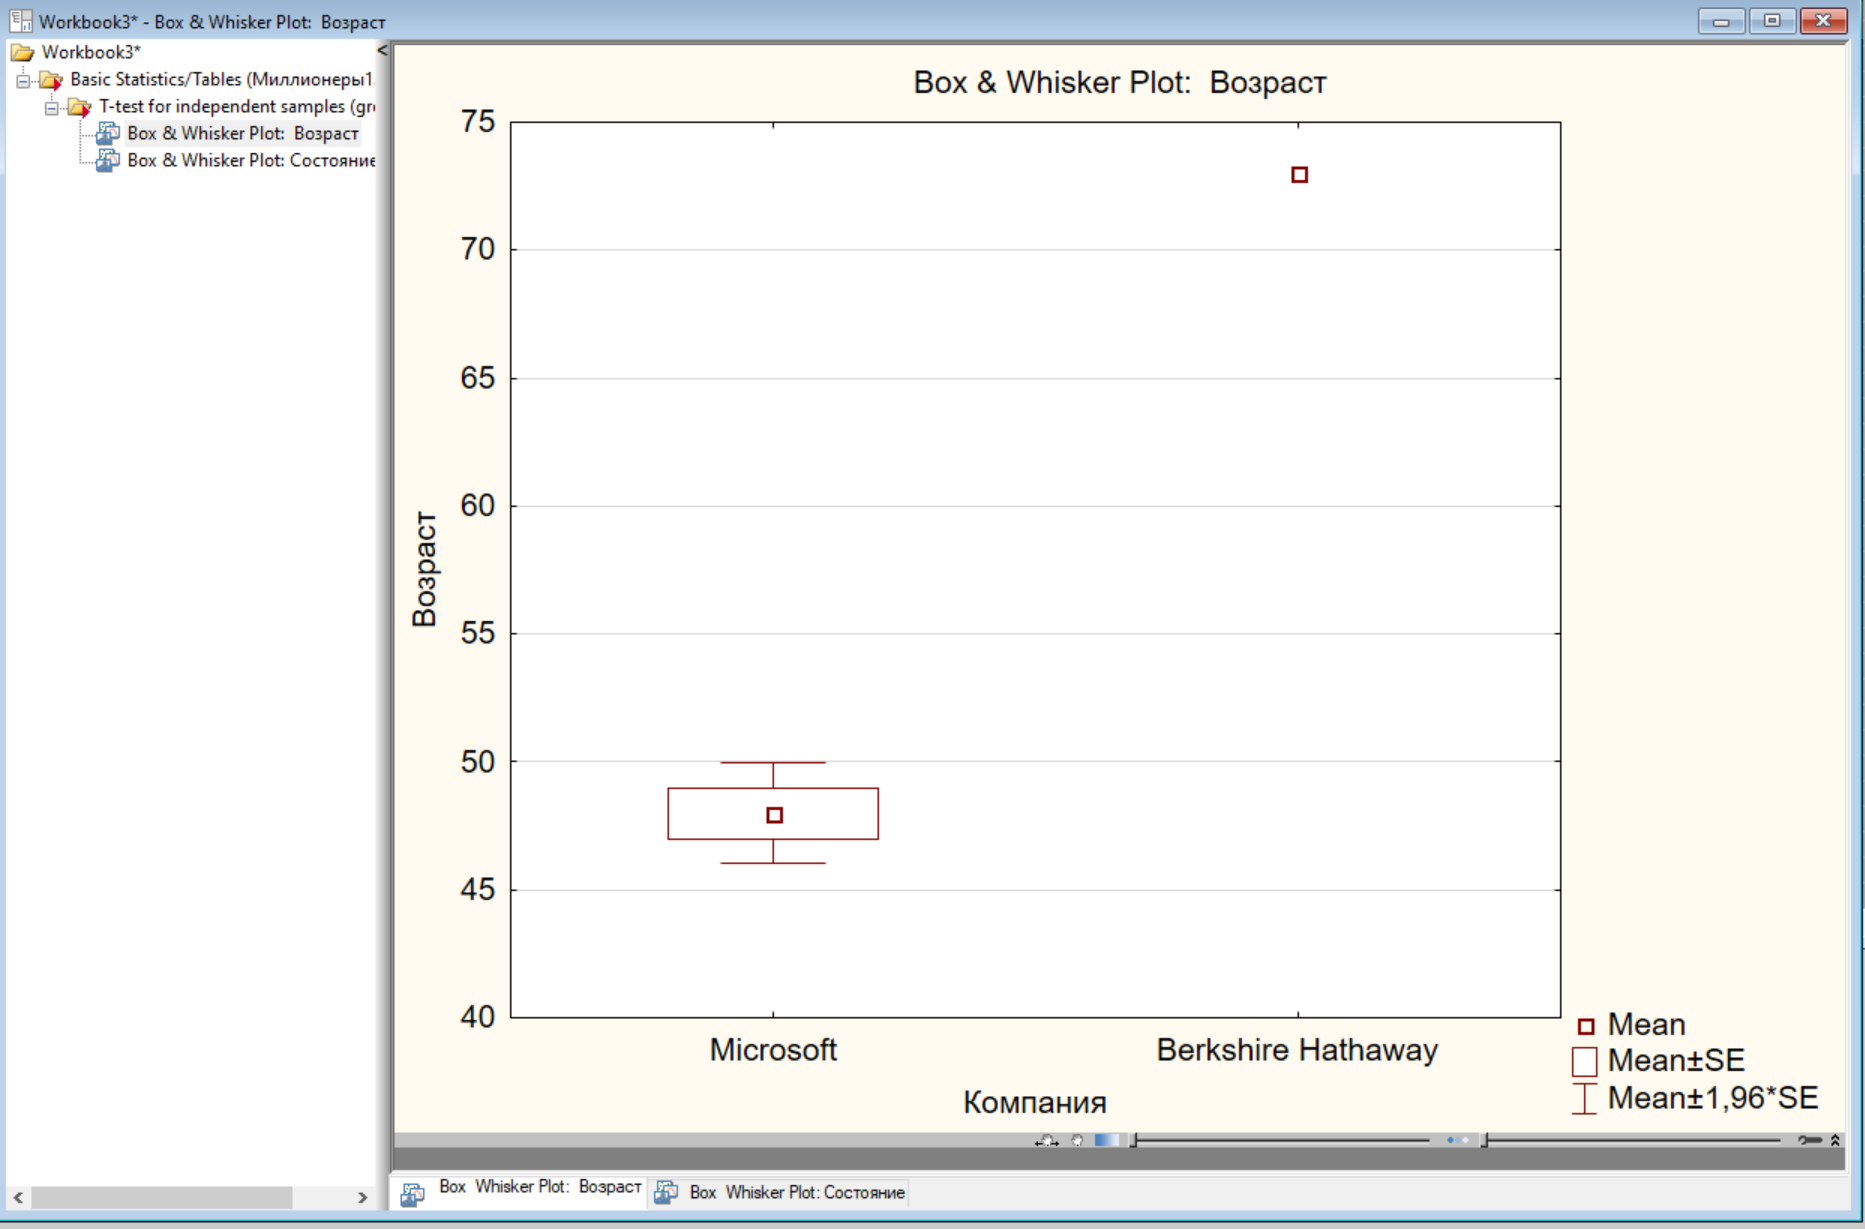 Workbook3* - Box & Whisker Plot:  Возраст
Workbook3*
Basic Statistics/Tables (Миллионеры1.
T-test for independent samples (gro
Box & Whisker Plot:  Возраст
Box & Whisker Plot: Состояние
Box & Whisker Plot:  Возраст
75
70
65
60
55
50
45
40
Возраст
Microsoft
Berkshire Hathaway
Компания
Mean
Mean±SE
Mean±1,96*SE
Box  Whisker Plot:  Возраст
Box  Whisker Plot: Состояние